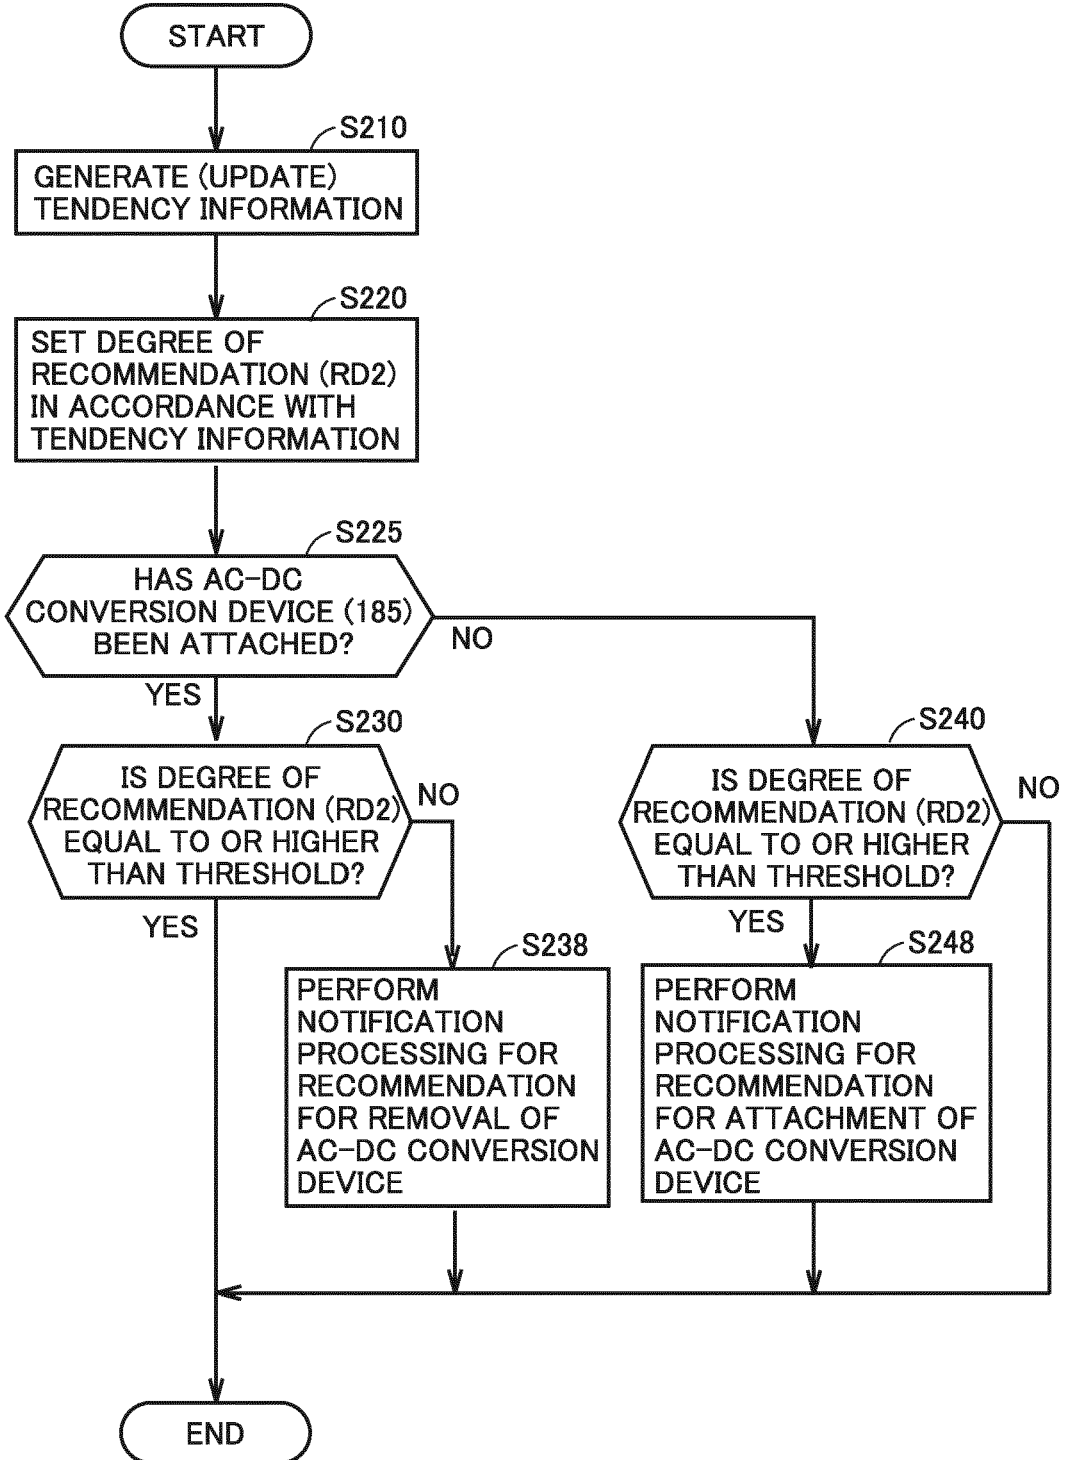 START
S210
GENERATE (UPDATE)
TENDENCY INFORMATION
S220
SET DEGREE OF
RECOMMENDATION (RD2)
IN ACCORDANCE WITH
TENDENCY INFORMATION
S225
HAS AC-DC
CONVERSION DEVICE (185)
BEEN ATTACHED?
NO
YES
S230
IS DEGREE OF
RECOMMENDATION (RD2)
EQUAL TO OR HIGHER
THAN THRESHOLD?
NO
YES
S240
IS DEGREE OF
RECOMMENDATION (RD2)
EQUAL TO OR HIGHER
THAN THRESHOLD?
NO
YES
S238
PERFORM
NOTIFICATION
PROCESSING FOR
RECOMMENDATION
FOR REMOVAL OF
AC-DC CONVERSION
DEVICE
S248
PERFORM
NOTIFICATION
PROCESSING FOR
RECOMMENDATION
FOR ATTACHMENT OF
AC-DC CONVERSION
DEVICE
END